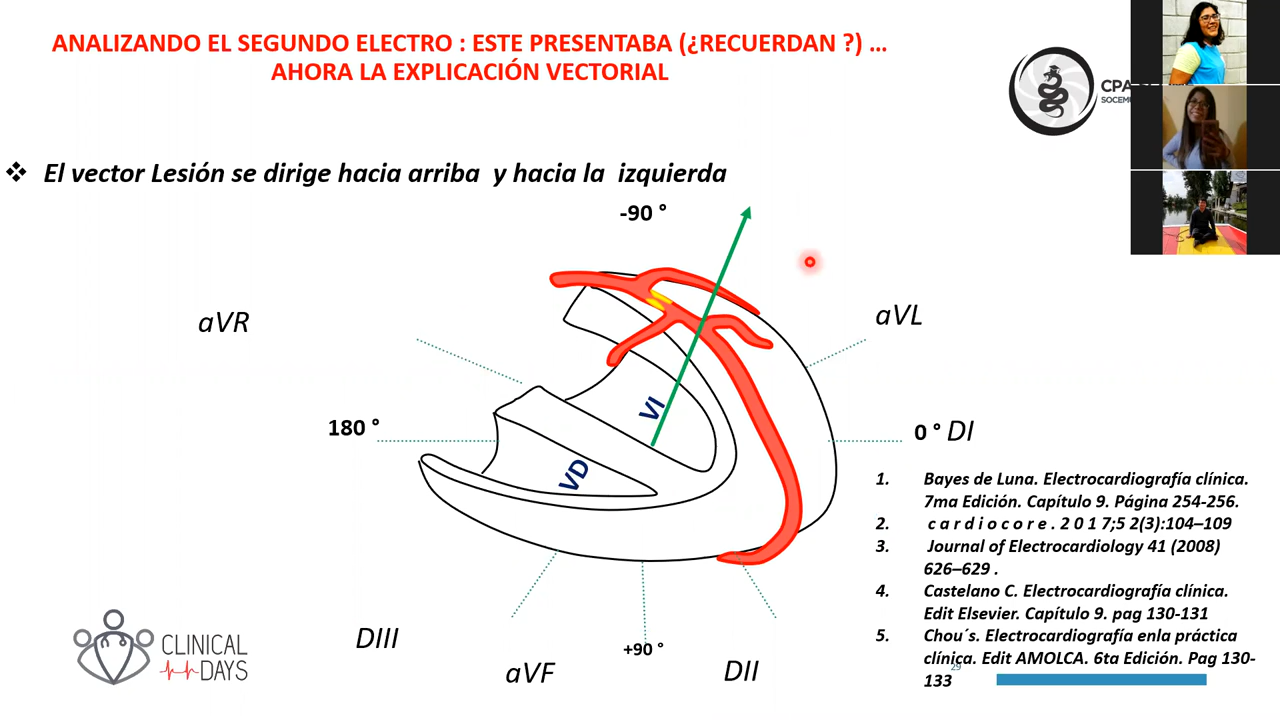 ANALIZANDO EL SEGUNDO ELECTRO : ESTE PRESENTABA (¿RECUERDAN ?) ...
AHORA LA EXPLICACIÓN VECTORIAL
CPA
SOCEM
❖ El vector Lesión se dirige hacia arriba y hacia la izquierda
-90 °
aVR
aVL
VI
180 °
0 ° DI
VD
1. Bayes de Luna. Electrocardiografía clínica.
7ma Edición. Capítulo 9. Página 254-256.
2. c a r d i o c o r e . 2 0 1 7;5 2(3):104–109
3. Journal of Electrocardiology 41 (2008)
626–629 .
4. Castelano C. Electrocardiografía clínica.
Edit Elsevier. Capítulo 9. pag 130-131
5. Chou´s. Electrocardiografía enla práctica
clínica. Edit AMOLCA. 6ta Edición. Pag 130-
133
29
DIII
aVF
+90 °
DII
CLINICAL
DAYS